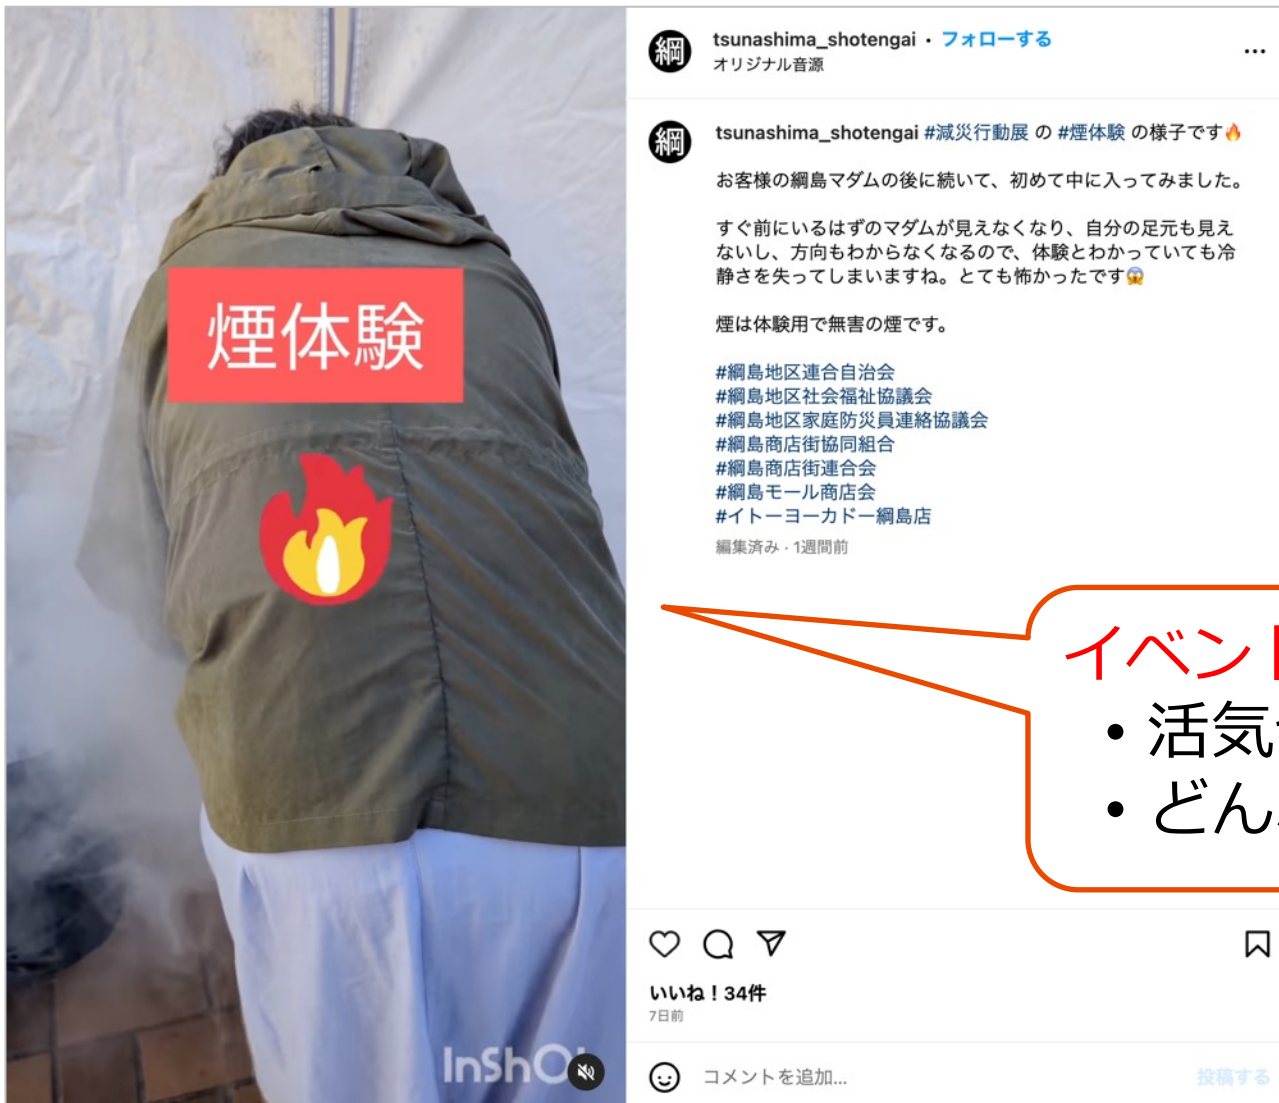 煙体験
InShO
綱
tsunashima_shotengai • フォローする
オリジナル音源
綱
tsunashima_shotengai #減災行動展 の #煙体験 の様子です🔥
お客様の綱島マダムの後に続いて、初めて中に入ってみました。
すぐ前にいるはずのマダムが見えなくなり、自分の足元も見え
ないし、方向もわからなくなるので、体験とわかっていても冷
静さを失ってしまいますね。とても怖かったです😱
煙は体験用で無害の煙です。
#綱島地区連合自治会
#綱島地区社会福祉協議会
#綱島地区家庭防災員連絡協議会
#綱島商店街協同組合
#綱島商店街連合会
#綱島モール商店会
#イトーヨーカドー綱島店
編集済み · 1週間前
イベント
• 活気
• どん
いいね！34件
7日前
コメントを追加...
投稿する